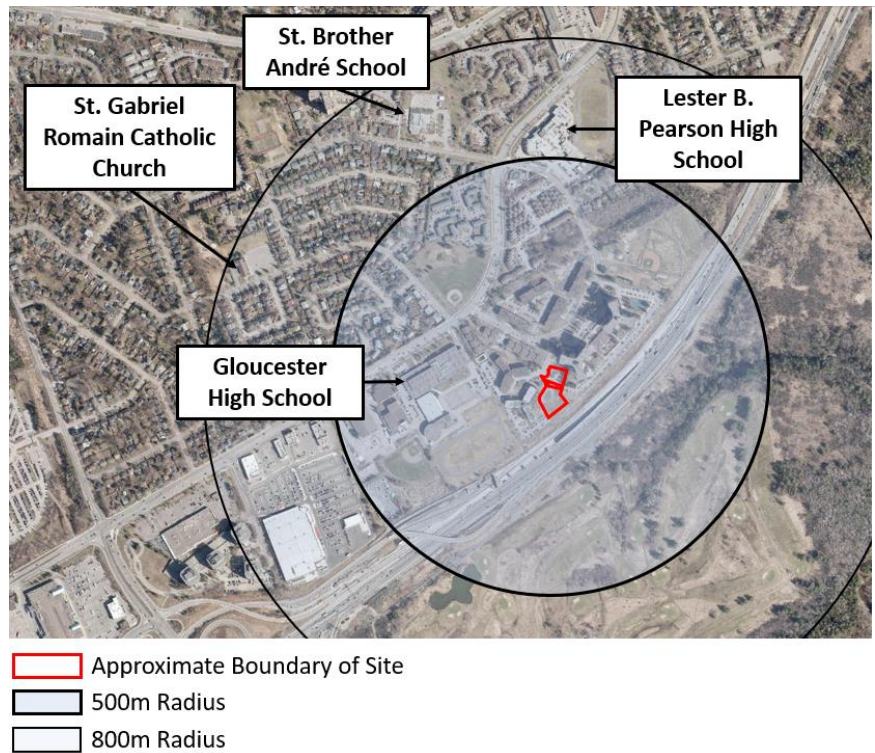 St. Brother
André School
St. Gabriel
Romain Catholic
Church
Lester B.
Pearson High
School
Gloucester
High School
Approximate Boundary of Site
500m Radius
800m Radius